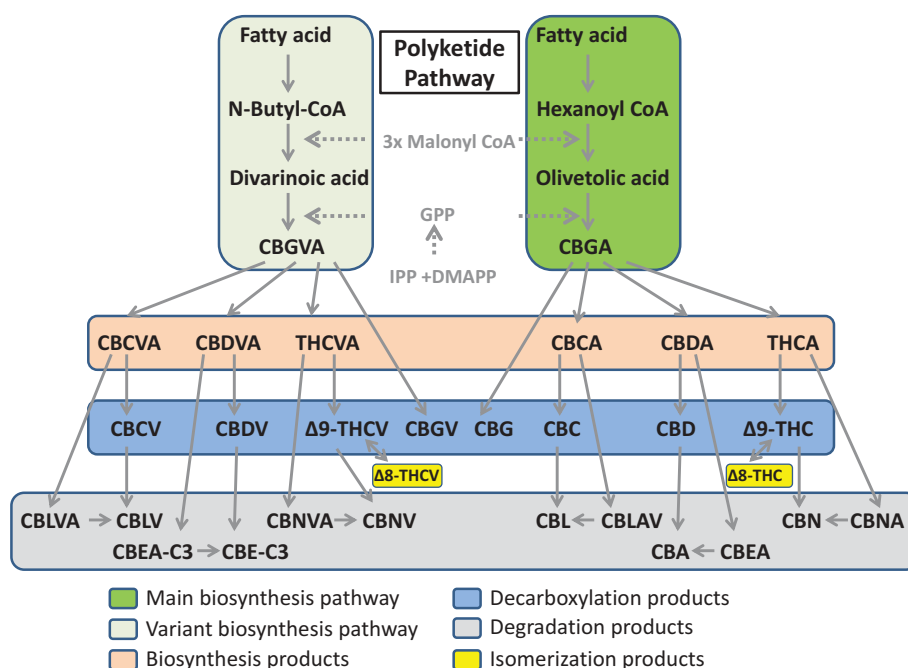 Fatty acid
Polyketide
Pathway
Fatty acid
N-Butyl-CoA
Hexanoyl CoA
3x Malonyl CoA
Divarinoic acid
Olivetolic acid
GPP
CBGVA
CBGA
IPP +DMAPP
CBCVA CBDVA THCVA CBCA CBDA THCA
CBCV CBDV Δ9-THCV CBGV CBG CBC CBD Δ9-THC
Δ8-THCV Δ8-THC
CBLVA CBLV CBNVA CBNV CBL CBLAV CBN CBNA
CBEA-C3 CBE-C3 CBA CBEA
Main biosynthesis pathway
Variant biosynthesis pathway
Biosynthesis products
Decarboxylation products
Degradation products
Isomerization products